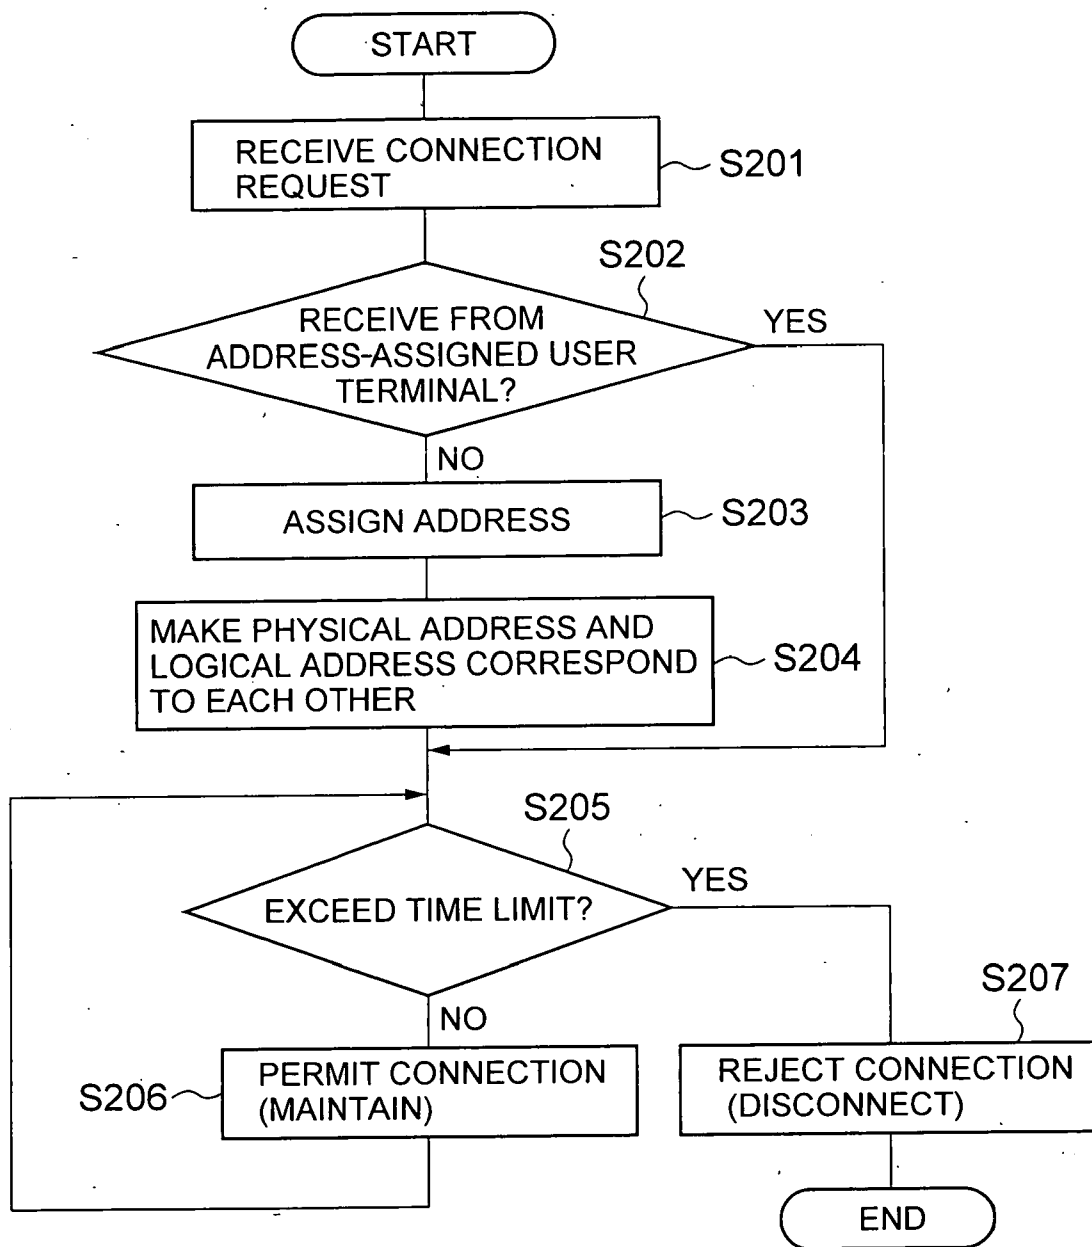 START
RECEIVE CONNECTION
REQUEST
S201
S202
RECEIVE FROM
ADDRESS-ASSIGNED USER
TERMINAL?
YES
NO
ASSIGN ADDRESS
S203
MAKE PHYSICAL ADDRESS AND
LOGICAL ADDRESS CORRESPOND
TO EACH OTHER
S204
S205
EXCEED TIME LIMIT?
YES
NO
S206
PERMIT CONNECTION
(MAINTAIN)
S207
REJECT CONNECTION
(DISCONNECT)
END